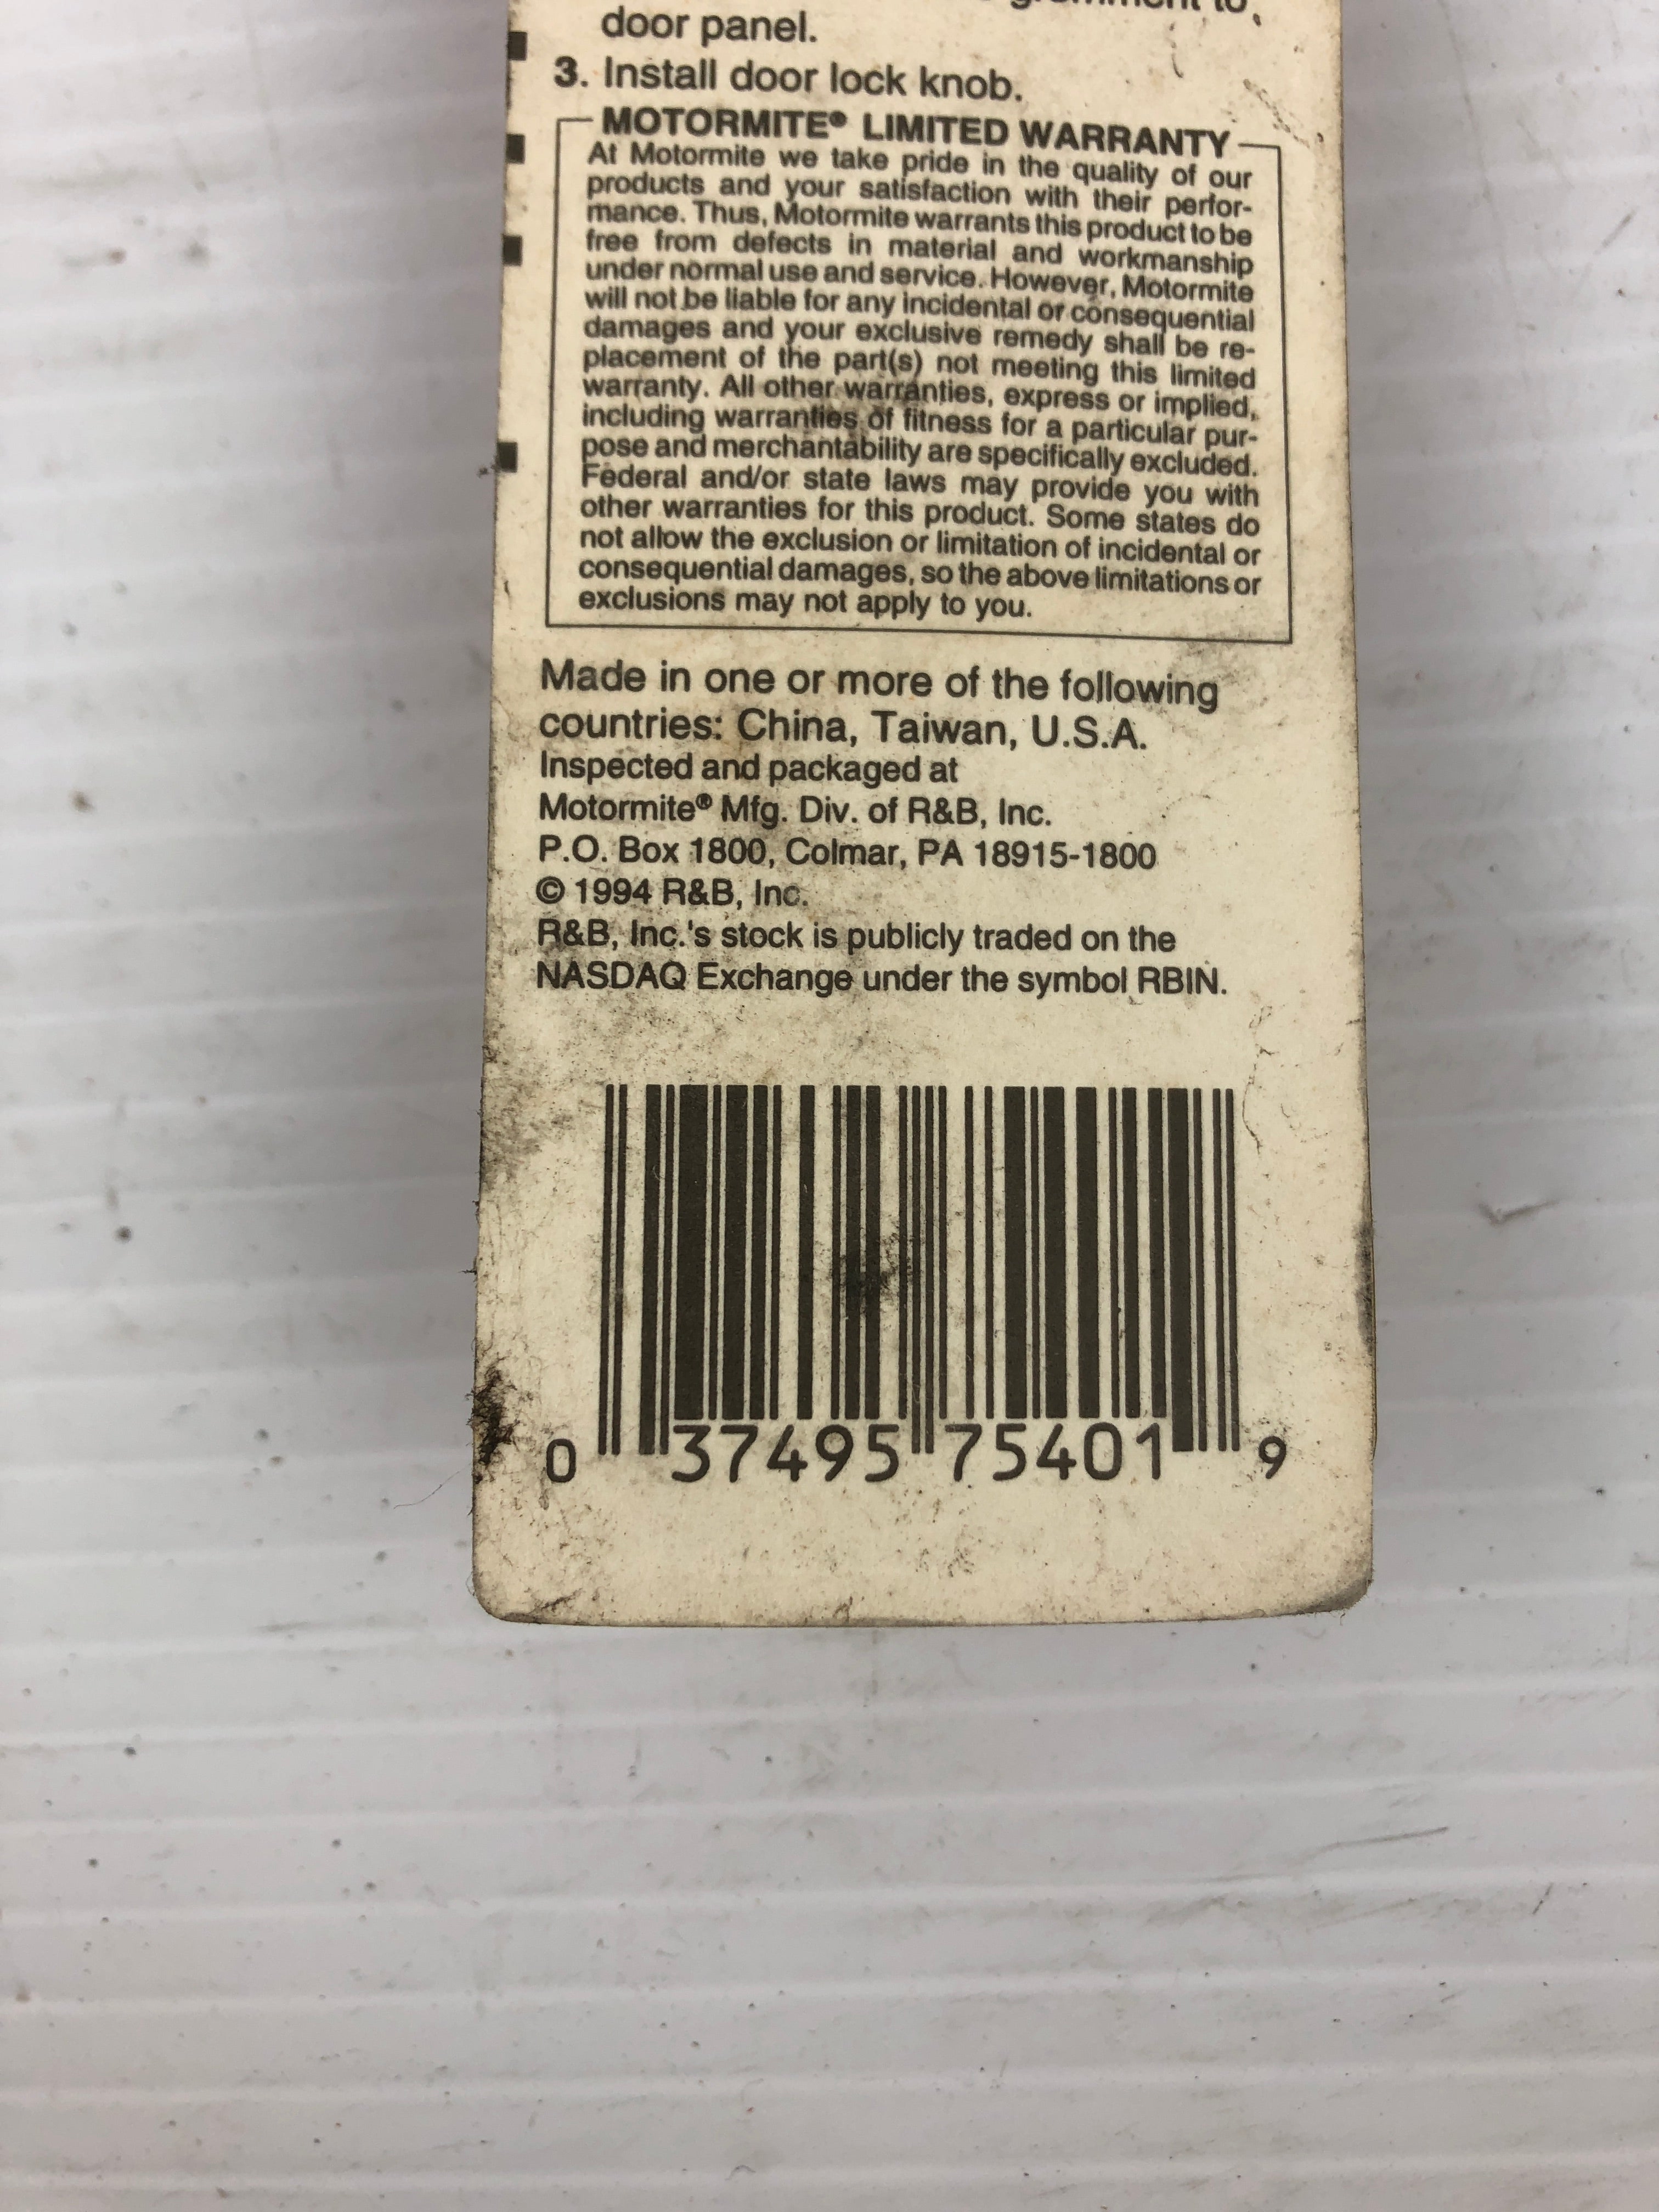 gromment to
door panel.
3. Install door lock knob.
MOTORMITE® LIMITED WARRANTY
At Motormite we take pride in the quality of our
products and your satisfaction with their perfor-
mance. Thus, Motormite warrants this product to be
free from defects in material and workmanship
under normal use and service. However, Motormite
will not be liable for any incidental or consequential
damages and your exclusive remedy shall be re-
placement of the part(s) not meeting this limited
warranty. All other warranties, express or implied,
including warranties of fitness for a particular pur-
pose and merchantability are specifically excluded.
Federal and/or state laws may provide you with
other warranties for this product. Some states do
not allow the exclusion or limitation of incidental or
consequential damages, so the above limitations or
exclusions may not apply to you.
Made in one or more of the following
countries: China, Taiwan, U.S.A.
Inspected and packaged at
Motormite® Mfg. Div. of R&B, Inc.
P.O. Box 1800, Colmar, PA 18915-1800
© 1994 R&B, Inc.
R&B, Inc.'s stock is publicly traded on the
NASDAQ Exchange under the symbol RBIN.
0 37495 75401 9